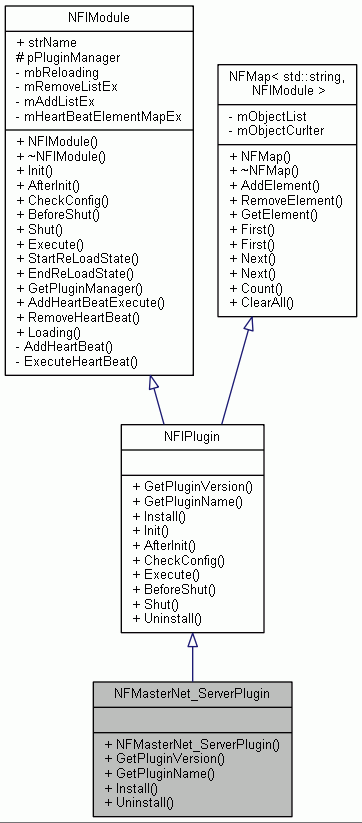 NFIModule
+ strName
# pPluginManager
- mbReloading
- mRemoveListEx
- mAddListEx
- mHeartBeatElementMapEx
+ NFIModule()
+ ~NFIModule()
+ Init()
+ AfterInit()
+ CheckConfig()
+ BeforeShut()
+ Shut()
+ Execute()
+ StartReLoadState()
+ EndReLoadState()
+ GetPluginManager()
+ AddHeartBeatExecute()
+ RemoveHeartBeat()
+ Loading()
- AddHeartBeat()
- ExecuteHeartBeat()
NFMap< std::string,
NFIModule >
- mObjectList
- mObjectCurIter
+ NFMap()
+ ~NFMap()
+ AddElement()
+ RemoveElement()
+ GetElement()
+ First()
+ First()
+ Next()
+ Next()
+ Count()
+ ClearAll()
NFIPlugin
+ GetPluginVersion()
+ GetPluginName()
+ Install()
+ Init()
+ AfterInit()
+ CheckConfig()
+ Execute()
+ BeforeShut()
+ Shut()
+ Uninstall()
NFMasterNet_ServerPlugin
+ NFMasterNet_ServerPlugin()
+ GetPluginVersion()
+ GetPluginName()
+ Install()
+ Uninstall()